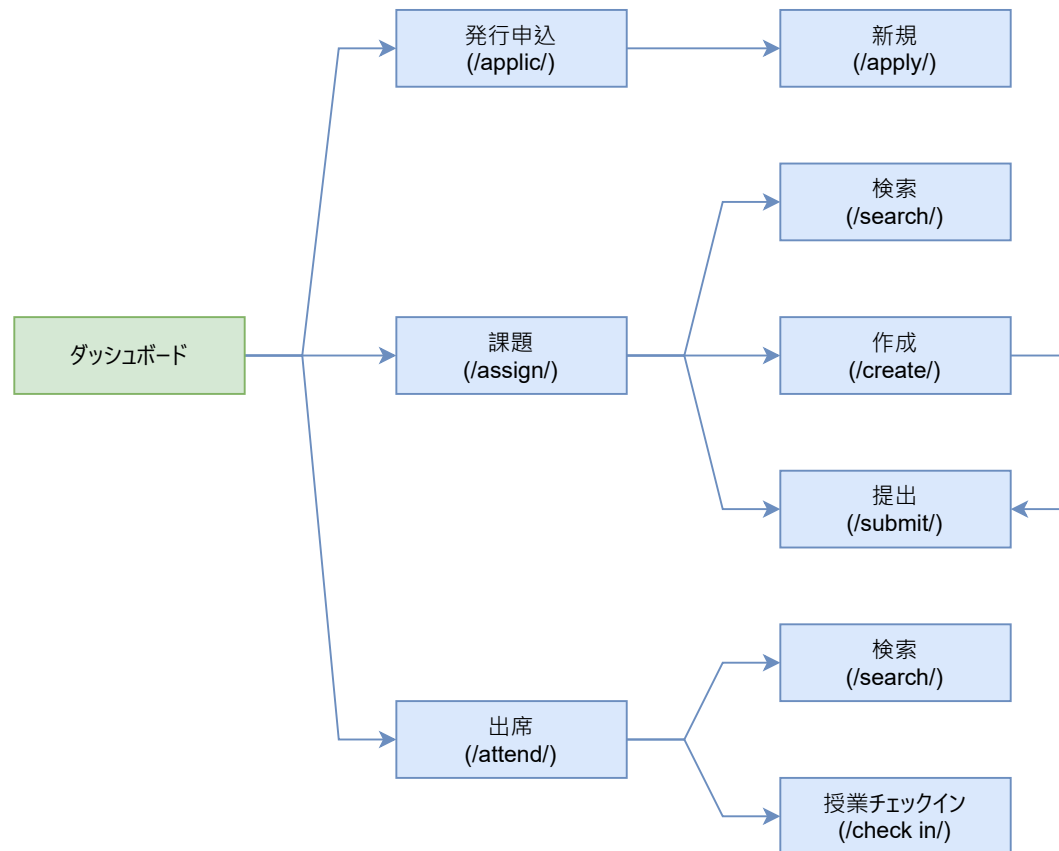 発行申込
(/applic/)
新規
(/apply/)
検索
(/search/)
ダッシュボード
課題
(/assign/)
作成
(/create/)
提出
(/submit/)
検索
(/search/)
出席
(/attend/)
授業チェックイン
(/check in/)